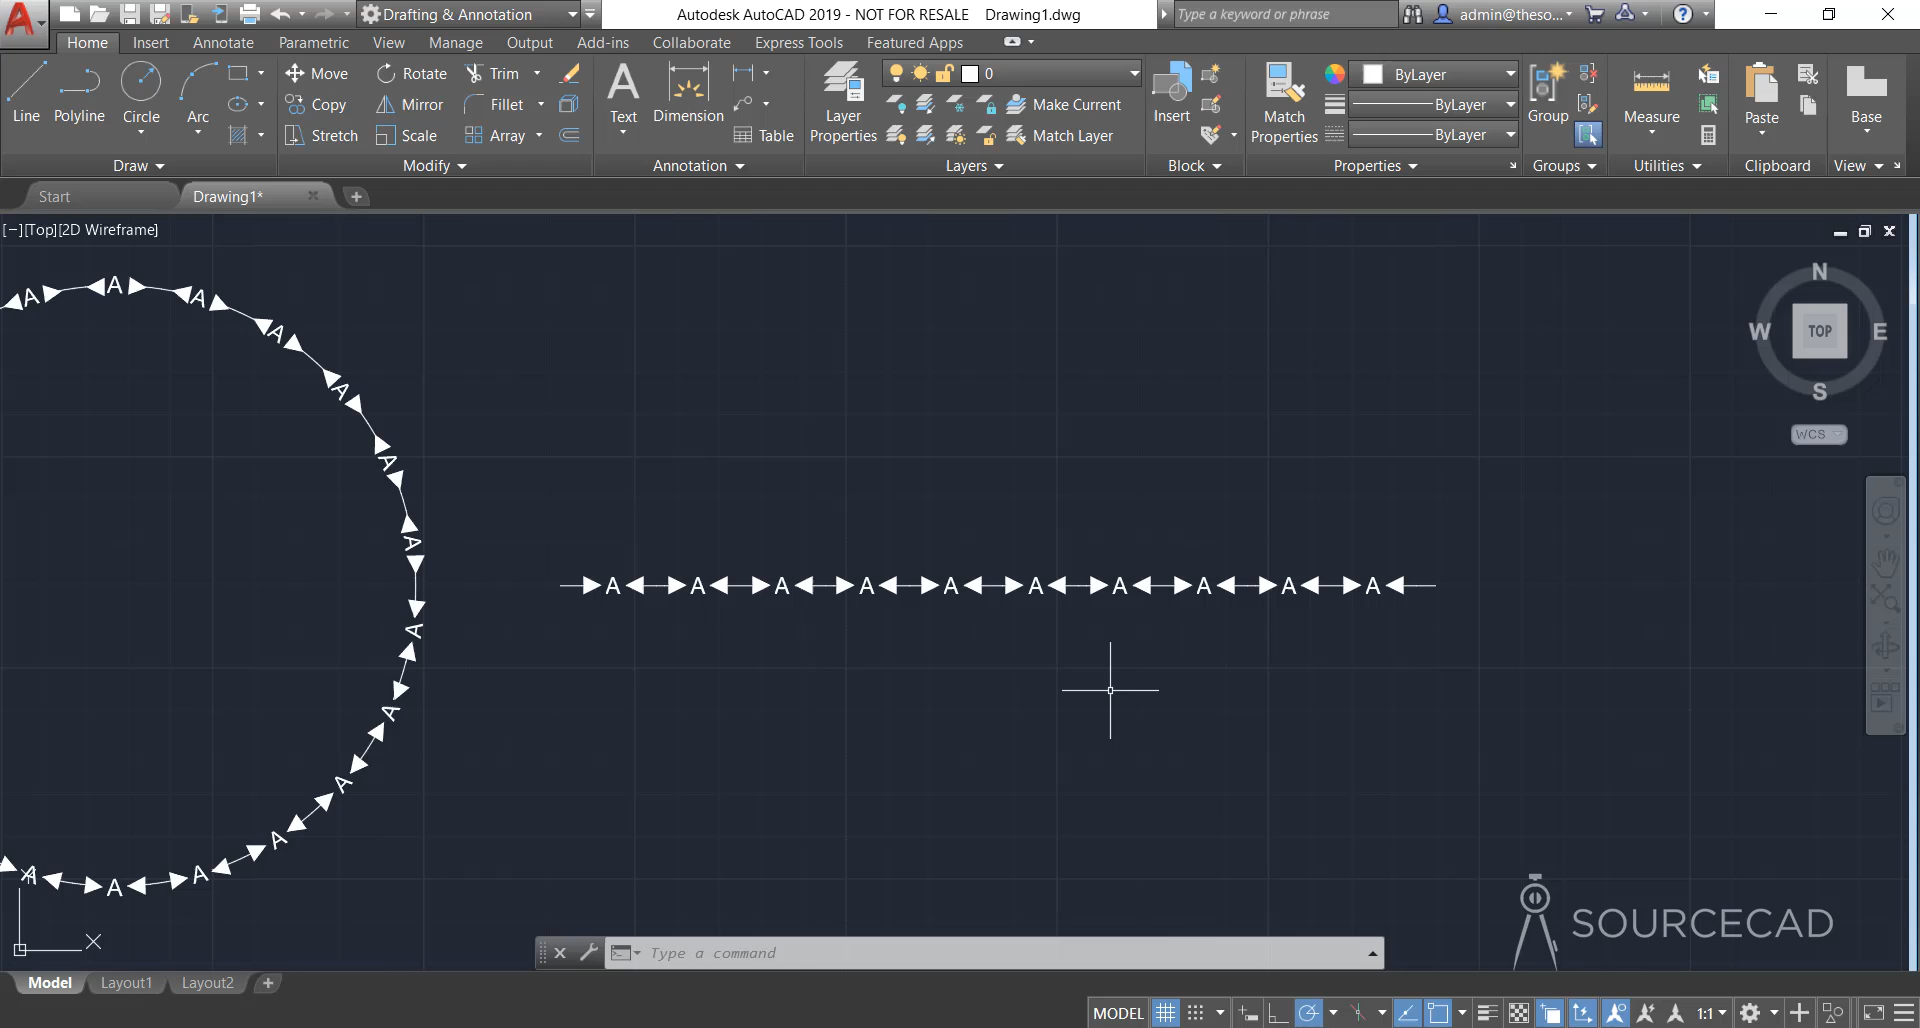 Drafting & Annotation
Autodesk AutoCAD 2019 - NOT FOR RESALE Drawing1.dwg
Type a keyword or phrase
admin@theso...
Home Insert Annotate Parametric View Manage Output Add-ins Collaborate Express Tools Featured Apps
Line
Polyline
Circle
Arc
Draw
Move
Rotate
Trim
Copy
Mirror
Fillet
Stretch
Scale
Array
Modify
Text
Dimension
Table
Annotation
Layer
Properties
0
Make Current
Match Layer
Layers
Insert
Block
Match
Properties
ByLayer
ByLayer
ByLayer
Properties
Group
Groups
Measure
Utilities
Paste
Clipboard
Base
View
Start
Drawing1*
[−][Top][2D Wireframe]
A A A A A A A A A A A A A A A
N
W TOP E
S
WCS
A A A A A A A A A A
SOURCECAD
Type a command
Model Layout1 Layout2
MODEL
1:1